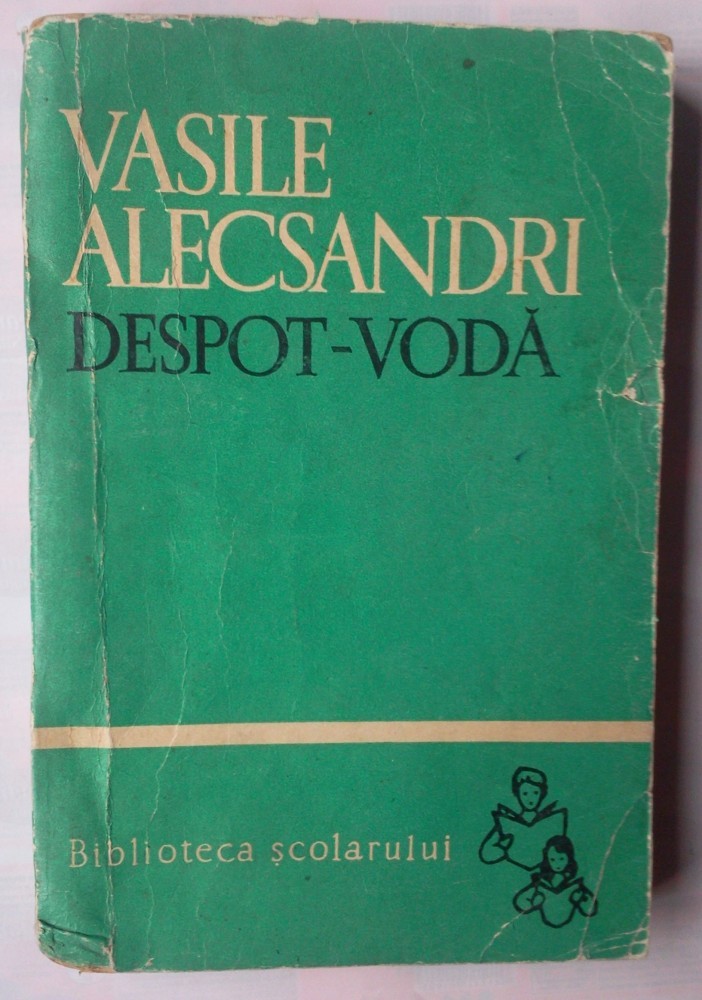 VASILE
ALECSANDRI
DESPOT-VODĂ
Biblioteca școlarului